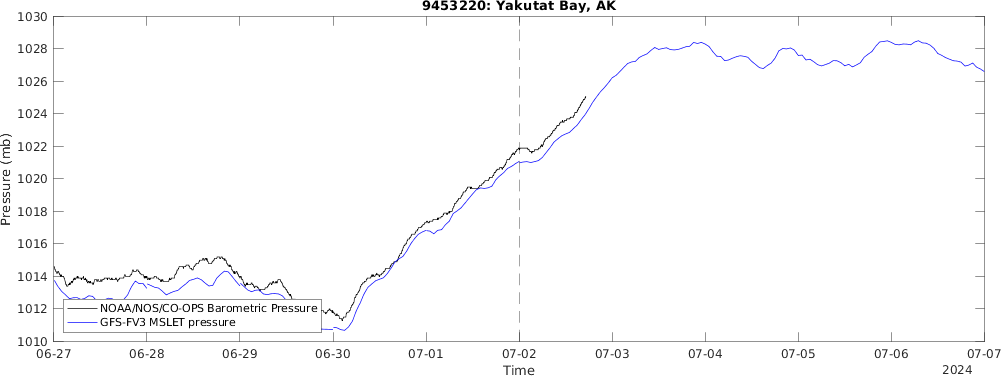 9453220: Yakutat Bay, AK
1030
1028
1026
1024
1022
1020
1018
1016
1014
1012
1010
Pressure (mb)
NOAA/NOS/CO-OPS Barometric Pressure
GFS-FV3 MSLET pressure
06-27 06-28 06-29 06-30 07-01 07-02 07-03 07-04 07-05 07-06 07-07
Time
2024